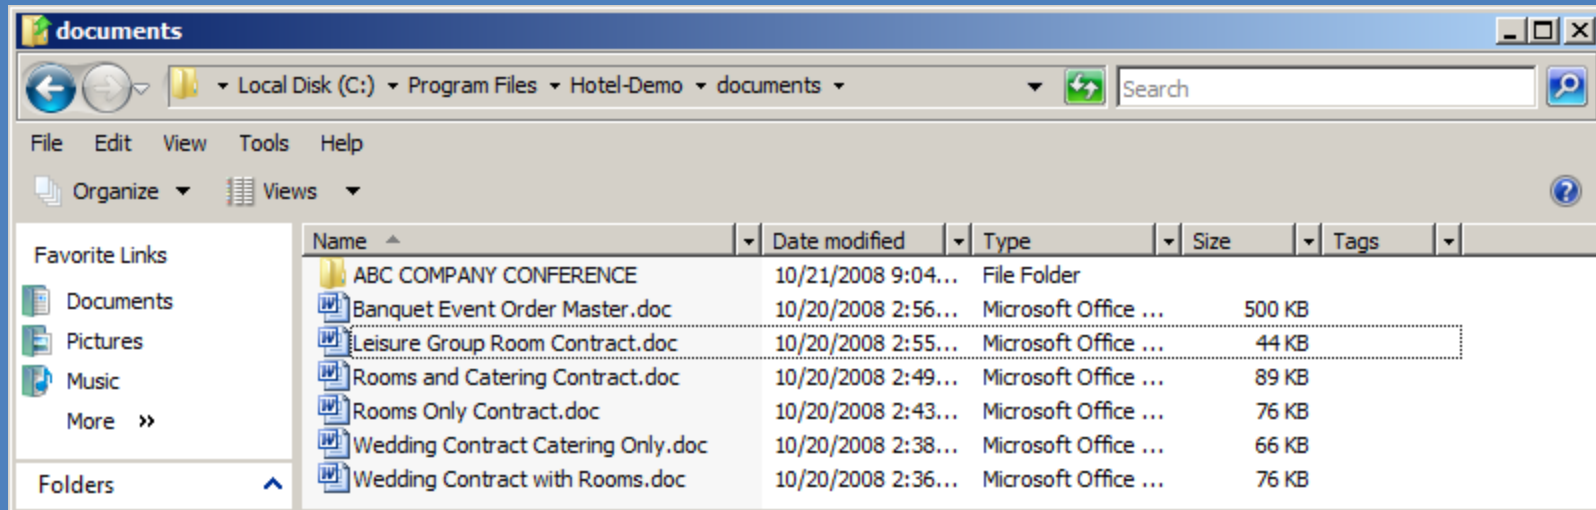 documents
Local Disk (C:) Program Files Hotel-Demo documents Search
File Edit View Tools Help
Organize Views
Favorite Links
Documents
Pictures
Music
More »
Folders
Name Date modified Type Size Tags
ABC COMPANY CONFERENCE 10/21/2008 9:04... File Folder
Banquet Event Order Master.doc 10/20/2008 2:56... Microsoft Office ... 500 KB
Leisure Group Room Contract.doc 10/20/2008 2:55... Microsoft Office ... 44 KB
Rooms and Catering Contract.doc 10/20/2008 2:49... Microsoft Office ... 89 KB
Rooms Only Contract.doc 10/20/2008 2:43... Microsoft Office ... 76 KB
Wedding Contract Catering Only.doc 10/20/2008 2:38... Microsoft Office ... 66 KB
Wedding Contract with Rooms.doc 10/20/2008 2:36... Microsoft Office ... 76 KB